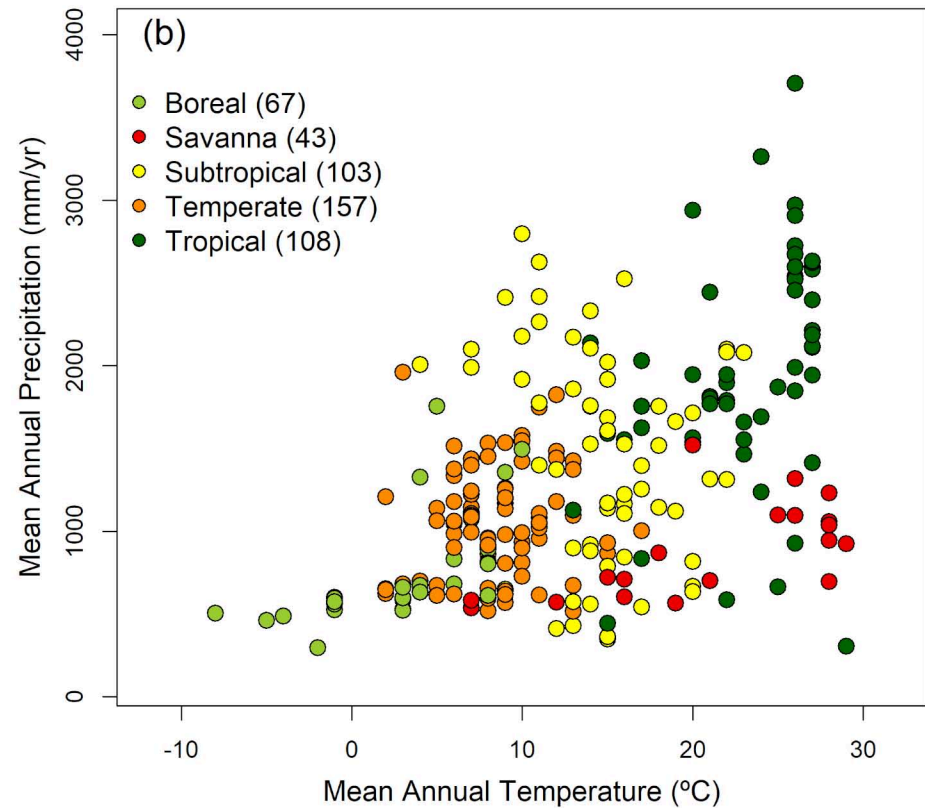 (b)
Boreal (67)
Savanna (43)
Subtropical (103)
Temperate (157)
Tropical (108)
Mean Annual Precipitation (mm/yr)
4000
3000
2000
1000
0
-10 0 10 20 30
Mean Annual Temperature (ºC)